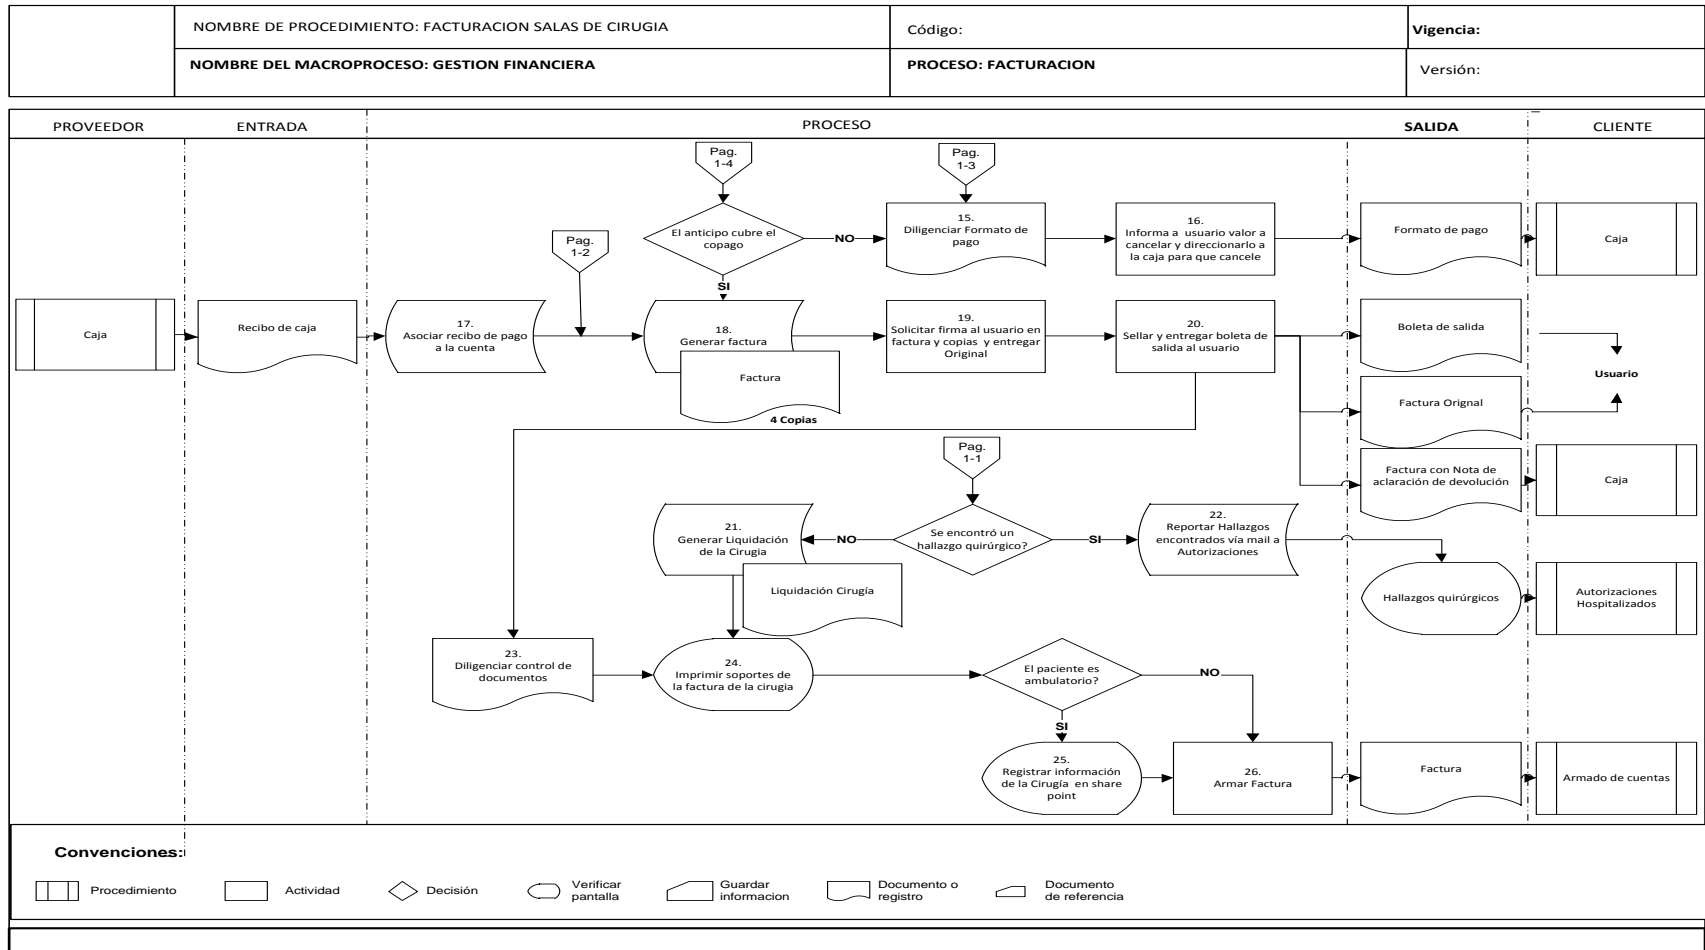 NOMBRE DE PROCEDIMIENTO: FACTURACION SALAS DE CIRUGIA
Código:
Vigencia:
NOMBRE DEL MACROPROCESO: GESTION FINANCIERA
PROCESO: FACTURACION
Versión:
PROVEEDOR
ENTRADA
PROCESO
SALIDA
CLIENTE
Pag.
1-4
Pag.
1-3
El anticipo cubre el
copago
NO
SI
15.
Diligenciar Formato de
pago
16.
Informa a usuario valor a
cancelar y direccionarlo a
la caja para que cancele
Formato de pago
Caja
Pag.
1-2
Caja
Recibo de caja
17.
Asociar recibo de pago
a la cuenta
18.
Generar factura
Factura
4 Copias
19.
Solicitar firma al usuario en
factura y copias y entregar
Original
20.
Sellar y entregar boleta de
salida al usuario
Boleta de salida
Usuario
Factura Orignal
Factura con Nota de
aclaración de devolución
Caja
Pag.
1-1
Se encontró un
hallazgo quirúrgico?
NO
SI
21.
Generar Liquidación
de la Cirugia
Liquidación Cirugía
22.
Reportar Hallazgos
encontrados vía mail a
Autorizaciones
Hallazgos quirúrgicos
Autorizaciones
Hospitalizados
23.
Diligenciar control de
documentos
24.
Imprimir soportes de
la factura de la cirugia
El paciente es
ambulatorio?
NO
SI
25.
Registrar información
de la Cirugía en share
point
26.
Armar Factura
Factura
Armado de cuentas
Convenciones:
Procedimiento
Actividad
Decisión
Verificar
pantalla
Guardar
informacion
Documento o
registro
Documento
de referencia